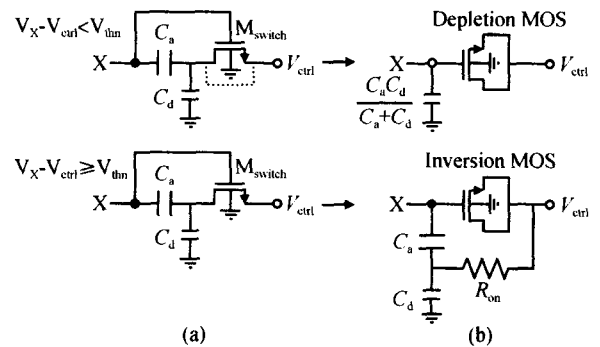 V_X-V_ctrl<V_thn
C_a
M_switch
X
V_ctrl
C_d
Depletion MOS
X
V_ctrl
C_aC_d
C_a+C_d
V_X-V_ctrl⩾V_thn
C_a
M_switch
X
V_ctrl
C_d
Inversion MOS
X
V_ctrl
C_a
R_on
C_d
(a)
(b)